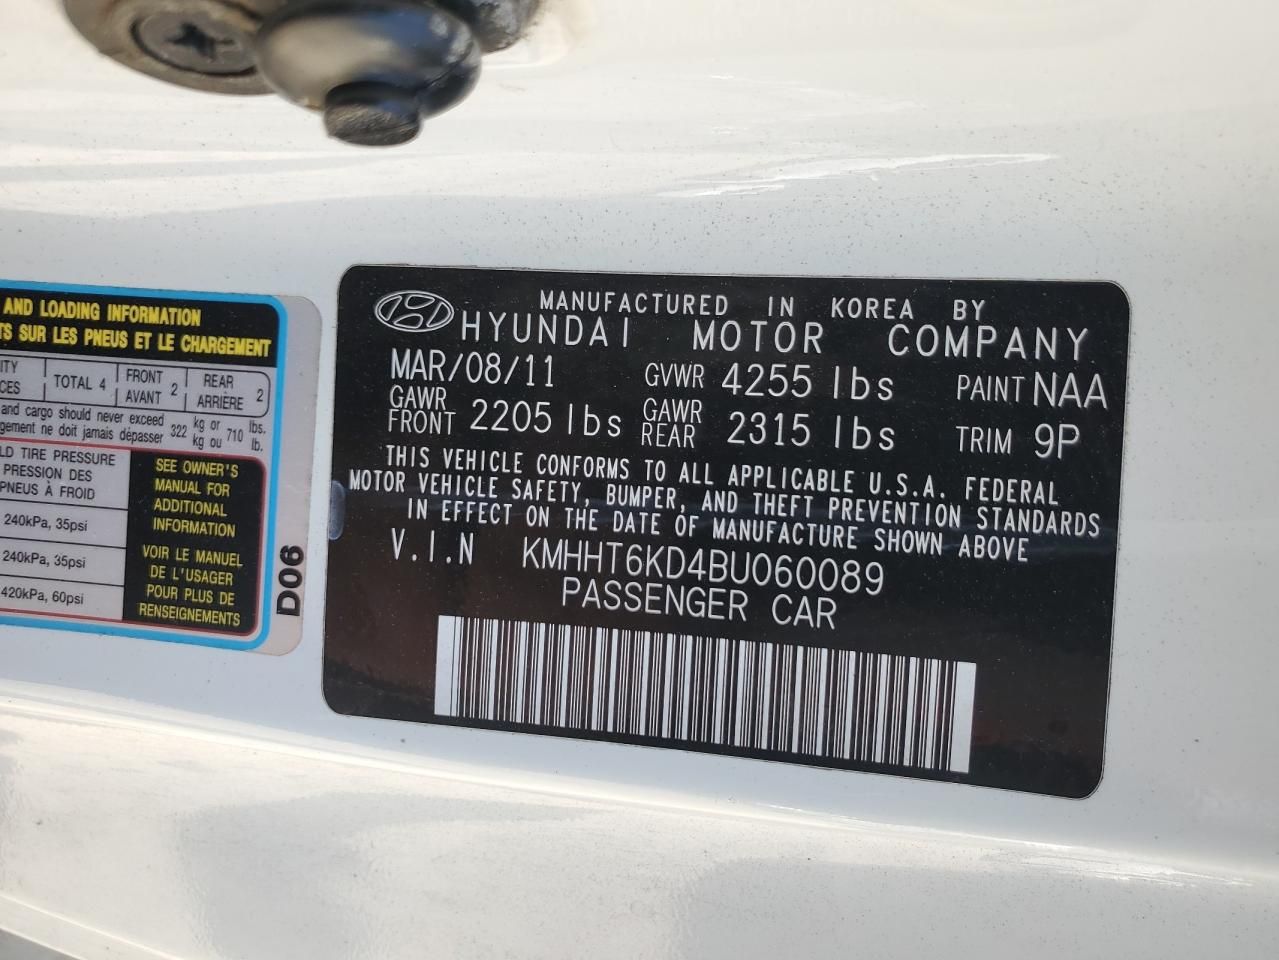 AND LOADING INFORMATION
TS SUR LES PNEUS ET LE CHARGEMENT
TOTAL 4
FRONT
AVANT 2
REAR
ARRIÈRE 2
and cargo should never exceed
gement ne doit jamais dépasser 322 kg or
kg ou 710 lbs.
lb.
LD TIRE PRESSURE
PRESSION DES
PNEUS À FROID
240kPa, 35psi
240kPa, 35psi
420kPa, 60psi
SEE OWNER'S
MANUAL FOR
ADDITIONAL
INFORMATION
VOIR LE MANUEL
DE L'USAGER
POUR PLUS DE
RENSEIGNEMENTS
D06
MANUFACTURED IN KOREA BY
HYUNDAI MOTOR COMPANY
MAR/08/11 GVWR 4255 lbs PAINT NAA
GAWR
FRONT 2205 lbs GAWR
REAR 2315 lbs TRIM 9P
THIS VEHICLE CONFORMS TO ALL APPLICABLE U.S.A. FEDERAL
MOTOR VEHICLE SAFETY, BUMPER, AND THEFT PREVENTION STANDARDS
IN EFFECT ON THE DATE OF MANUFACTURE SHOWN ABOVE
V.I.N KMHHT6KD4BU060089
PASSENGER CAR